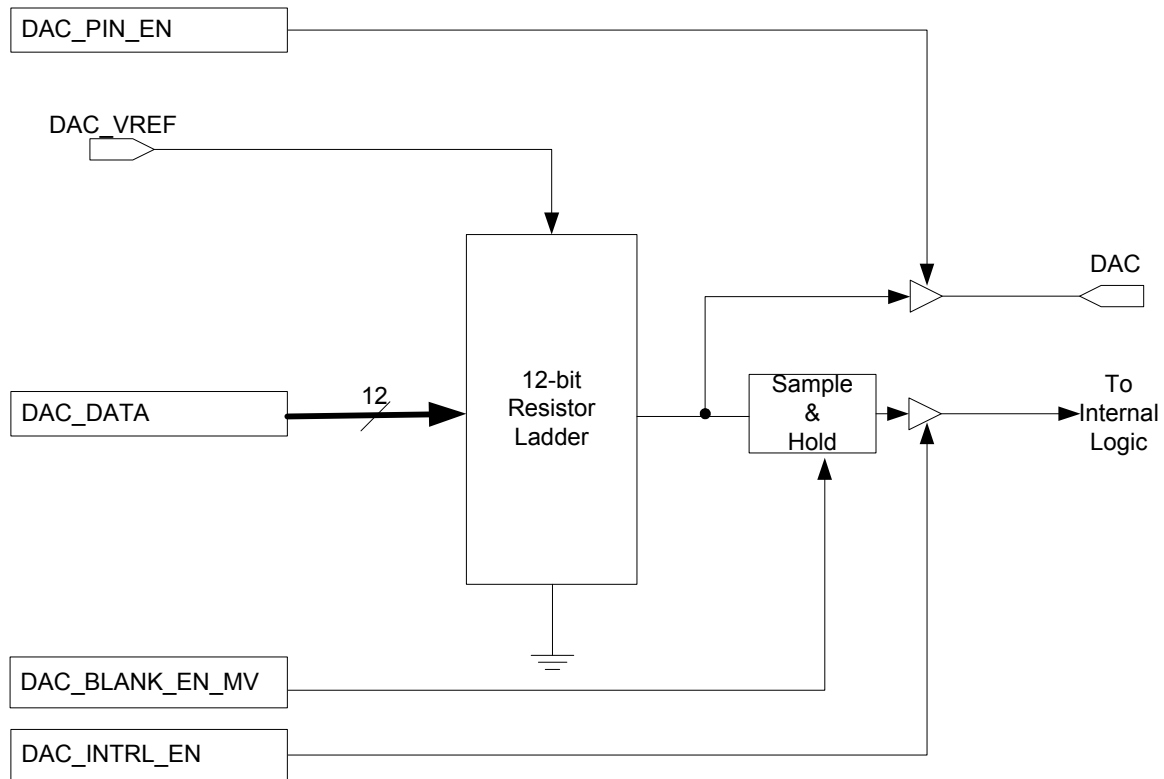 DAC_PIN_EN
DAC_VREF
DAC
12-bit
Resistor
Ladder
DAC_DATA
12
Sample
&
Hold
To
Internal
Logic
DAC_BLANK_EN_MV
DAC_INTRL_EN